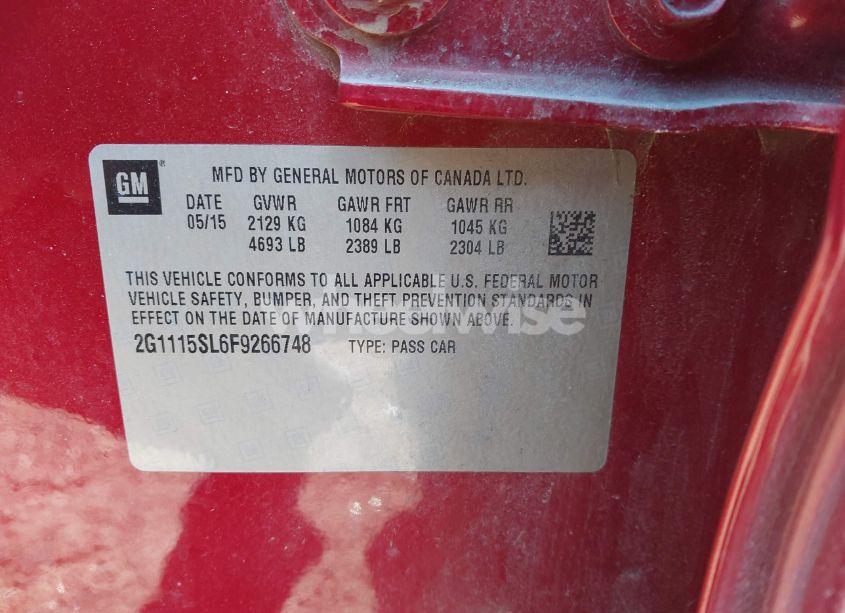 GM ®
MFD BY GENERAL MOTORS OF CANADA LTD.
DATE GVWR GAWR FRT GAWR RR
05/15 2129 KG 1084 KG 1045 KG
4693 LB 2389 LB 2304 LB
THIS VEHICLE CONFORMS TO ALL APPLICABLE U.S. FEDERAL MOTOR
VEHICLE SAFETY, BUMPER, AND THEFT PREVENTION STANDARDS IN
EFFECT ON THE DATE OF MANUFACTURE SHOWN ABOVE.
2G1115SL6F9266748 TYPE: PASS CAR